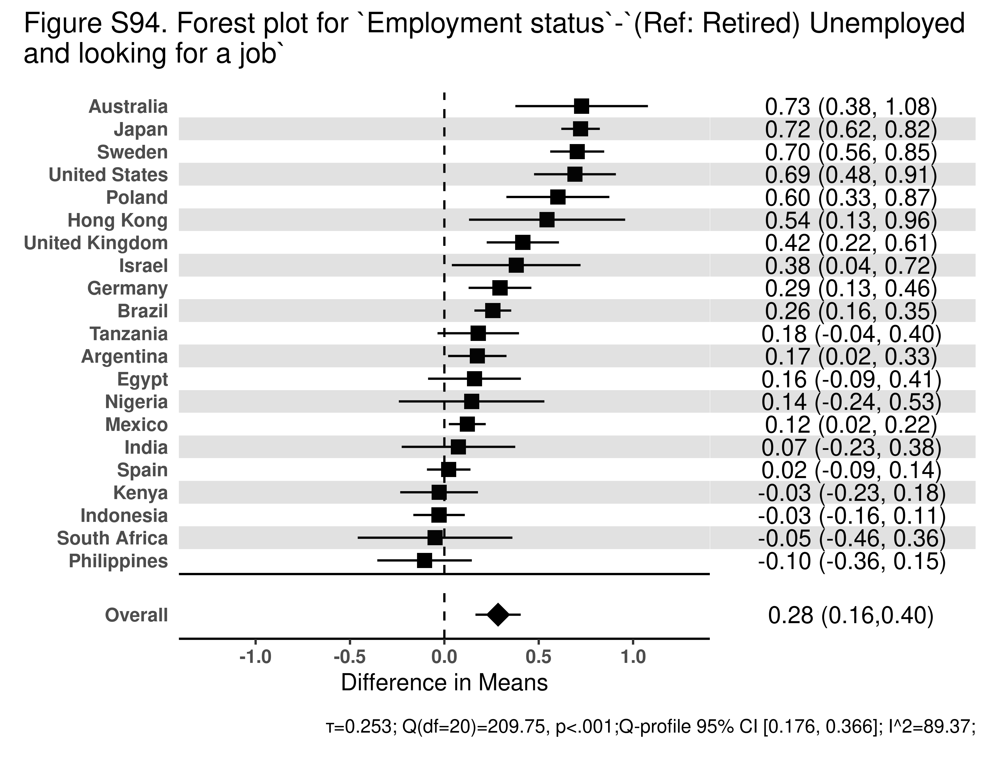 Figure S94. Forest plot for `Employment status`-`(Ref: Retired) Unemployed
and looking for a job`
Australia 0.73 (0.38, 1.08)
Japan 0.72 (0.62, 0.82)
Sweden 0.70 (0.56, 0.85)
United States 0.69 (0.48, 0.91)
Poland 0.60 (0.33, 0.87)
Hong Kong 0.54 (0.13, 0.96)
United Kingdom 0.42 (0.22, 0.61)
Israel 0.38 (0.04, 0.72)
Germany 0.29 (0.13, 0.46)
Brazil 0.26 (0.16, 0.35)
Tanzania 0.18 (-0.04, 0.40)
Argentina 0.17 (0.02, 0.33)
Egypt 0.16 (-0.09, 0.41)
Nigeria 0.14 (-0.24, 0.53)
Mexico 0.12 (0.02, 0.22)
India 0.07 (-0.23, 0.38)
Spain 0.02 (-0.09, 0.14)
Kenya -0.03 (-0.23, 0.18)
Indonesia -0.03 (-0.16, 0.11)
South Africa -0.05 (-0.46, 0.36)
Philippines -0.10 (-0.36, 0.15)
Overall 0.28 (0.16,0.40)
-1.0 -0.5 0.0 0.5 1.0
Difference in Means
τ=0.253; Q(df=20)=209.75, p<.001;Q-profile 95% CI [0.176, 0.366]; I^2=89.37;